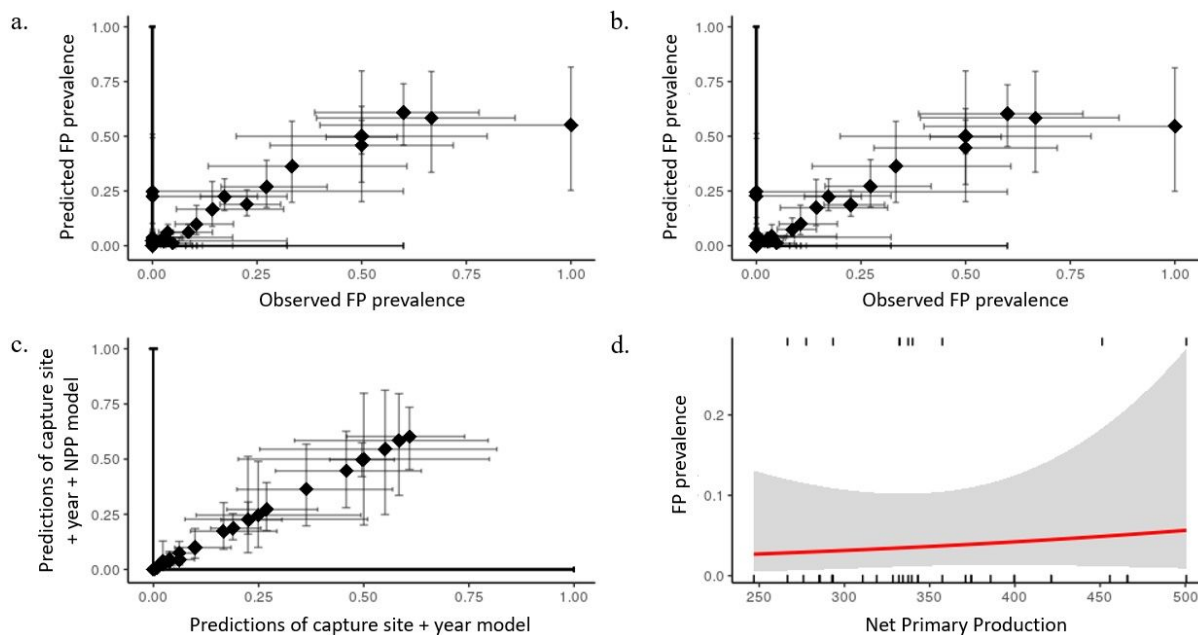 a.
Predicted FP prevalence
1.00
0.75
0.50
0.25
0.00
0.00 0.25 0.50 0.75 1.00
Observed FP prevalence
b.
Predicted FP prevalence
1.00
0.75
0.50
0.25
0.00
0.00 0.25 0.50 0.75 1.00
Observed FP prevalence
c.
Predictions of capture site
+ year + NPP model
1.00
0.75
0.50
0.25
0.00
0.00 0.25 0.50 0.75 1.00
Predictions of capture site + year model
d.
FP prevalence
0.2
0.1
0.0
250 300 350 400 450 500
Net Primary Production